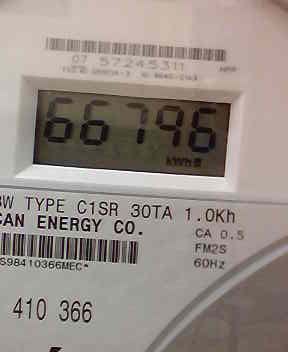 07 57245311
66796
kWh
TYPE C1SR 30TA 1.0Kh
CAN ENERGY CO.
CA 0.5
FM2S
60Hz
S98410366MEC*
410 366